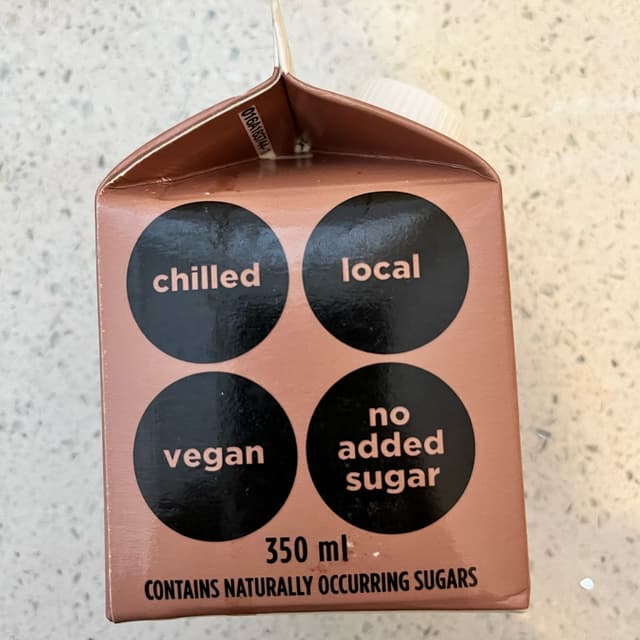 chilled
local
vegan
no
added
sugar
350 ml
CONTAINS NATURALLY OCCURRING SUGARS